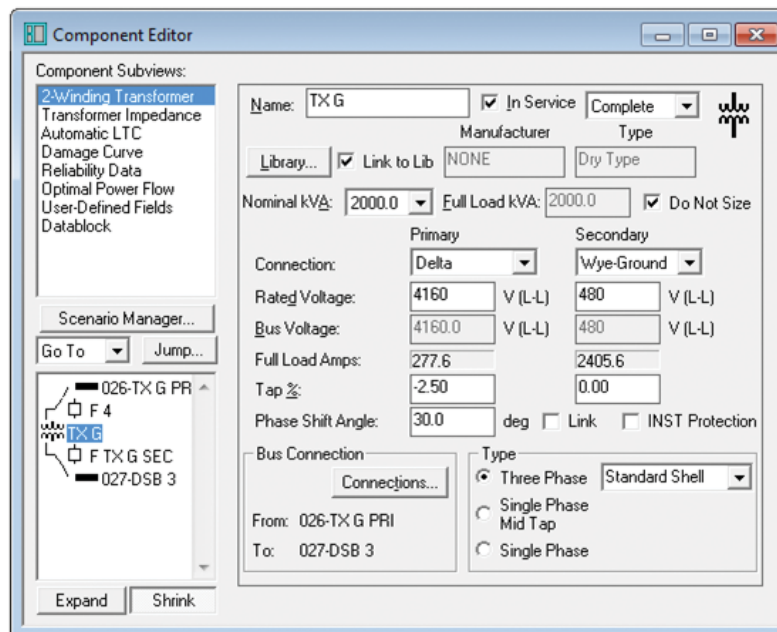 Component Editor
Component Subviews:
2-Winding Transformer
Transformer Impedance
Automatic LTC
Damage Curve
Reliability Data
Optimal Power Flow
User-Defined Fields
Datablock
Scenario Manager...
Go To Jump...
026-TX G PR
F 4
TX G
F TX G SEC
027-DSB 3
Expand Shrink
Name: TX G In Service Complete
Manufacturer Type
Library... Link to Lib NONE Dry Type
Nominal kVA: 2000.0 Full Load kVA: 2000.0 Do Not Size
Primary Secondary
Connection: Delta Wye-Ground
Rated Voltage: 4160 V (L-L) 480 V (L-L)
Bus Voltage: 4160.0 V (L-L) 480 V (L-L)
Full Load Amps: 277.6 2405.6
Tap %: -2.50 0.00
Phase Shift Angle: 30.0 deg Link INST Protection
Bus Connection
Connections...
From: 026-TX G PRI
To: 027-DSB 3
Type
Three Phase Standard Shell
Single Phase
Mid Tap
Single Phase